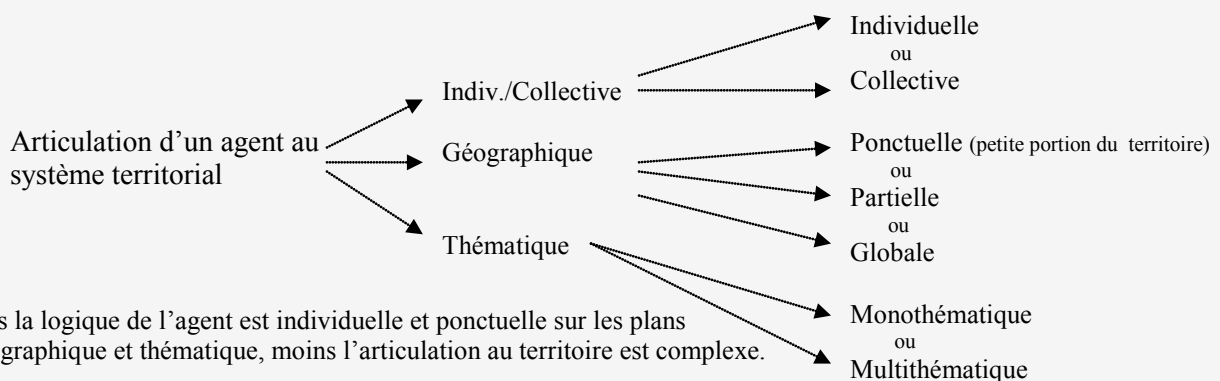 Individuelle
ou
Collective
Indiv./Collective
Articulation d’un agent au
système territorial
Géographique
Ponctuelle (petite portion du territoire)
ou
Partielle
ou
Globale
Thématique
la logique de l’agent est individuelle et ponctuelle sur les plans
graphique et thématique, moins l’articulation au territoire est complexe.
Monothématique
ou
Multithématique